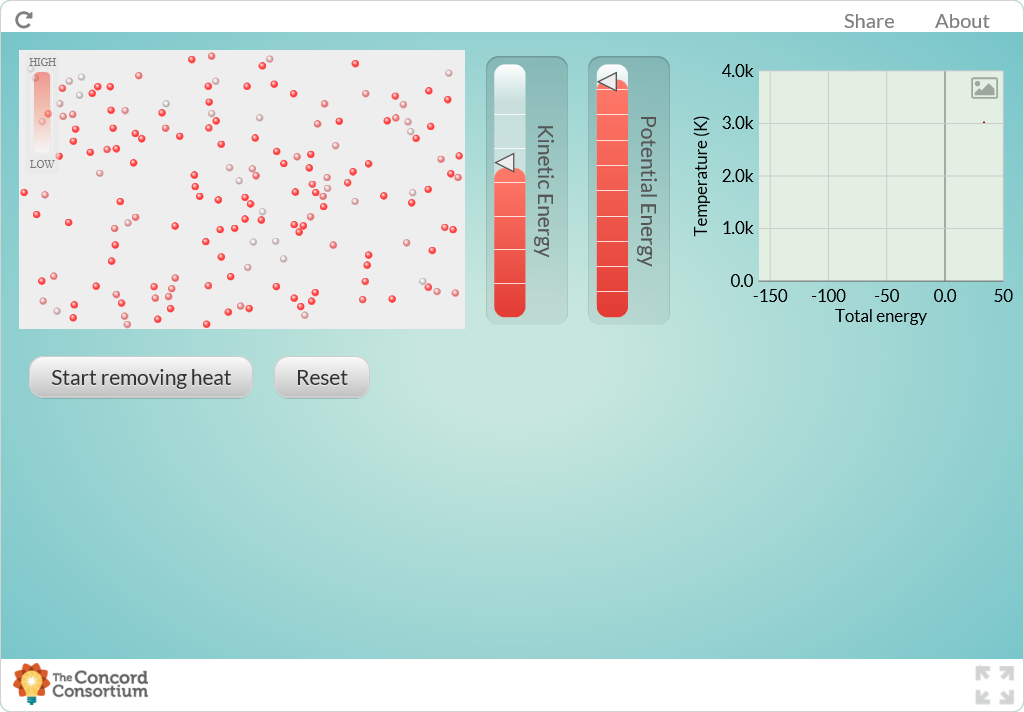 Share
About
HIGH
LOW
Kinetic Energy
Potential Energy
4.0k
3.0k
2.0k
1.0k
0.0
Temperature (K)
-150
-100
-50
0.0
50
Total energy
Start removing heat
Reset
The Concord
Consortium